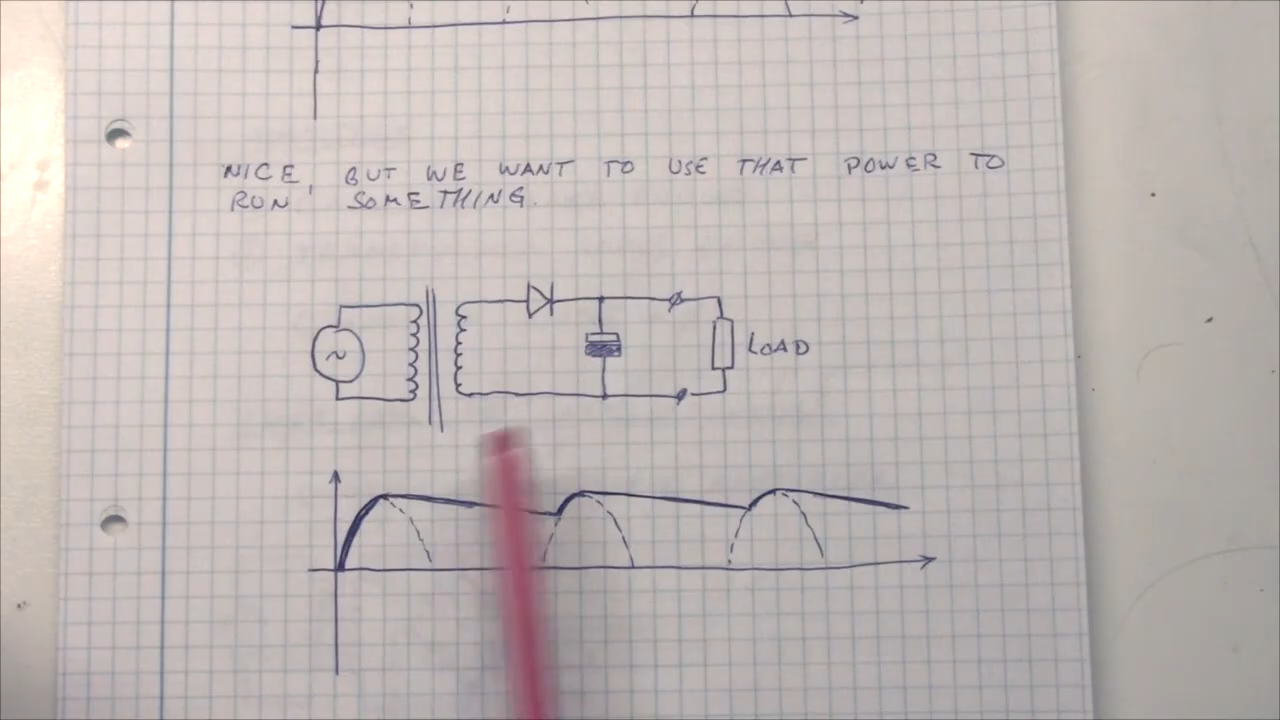 NICE, BUT WE WANT TO USE THAT POWER TO
RUN SOMETHING.
~
LOAD